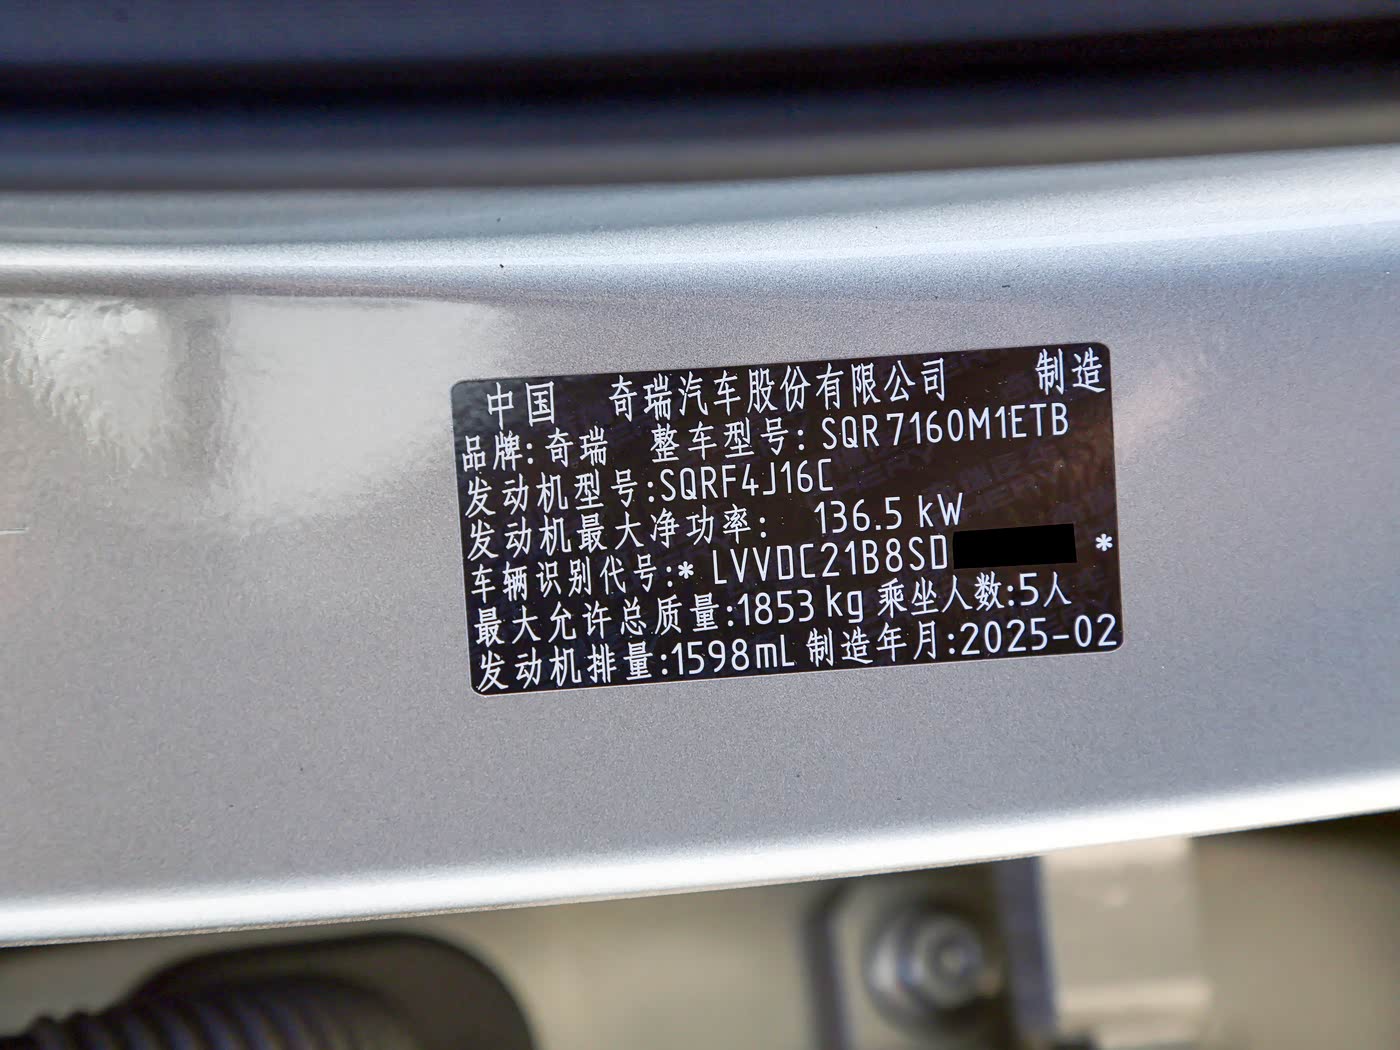 中国 奇瑞汽车股份有限公司 制造
品牌:奇瑞 整车型号:SQR7160M1ETB
发动机型号:SQRF4J16C
发动机最大净功率: 136.5 kW
车辆识别代号:* LVVDC21B8SD *
最大允许总质量:1853 kg 乘坐人数:5人
发动机排量:1598mL 制造年月:2025-02